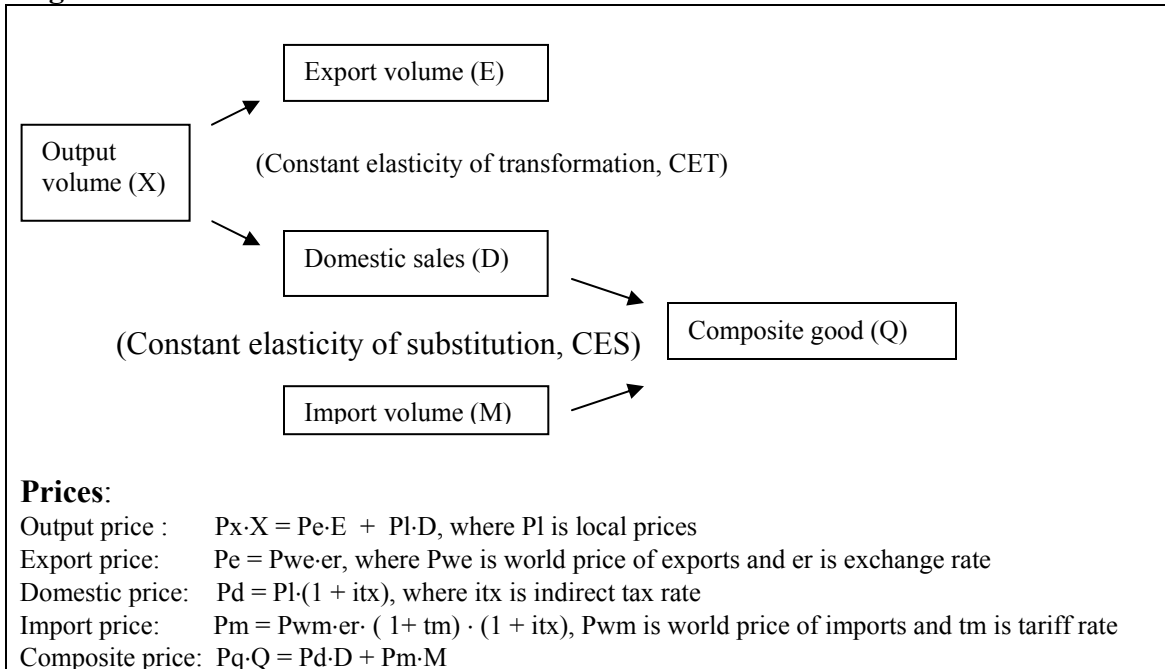 Export volume (E)
Output
volume (X)
(Constant elasticity of transformation, CET)
Domestic sales (D)
Composite good (Q)
(Constant elasticity of substitution, CES)
Import volume (M)
Prices:
Output price : Px·X = Pe·E + Pl·D, where Pl is local prices
Export price: Pe = Pwe·er, where Pwe is world price of exports and er is exchange rate
Domestic price: Pd = Pl·(1 + itx), where itx is indirect tax rate
Import price: Pm = Pwm·er· ( 1+ tm) · (1 + itx), Pwm is world price of imports and tm is tariff rate
Composite price: Pq·Q = Pd·D + Pm·M